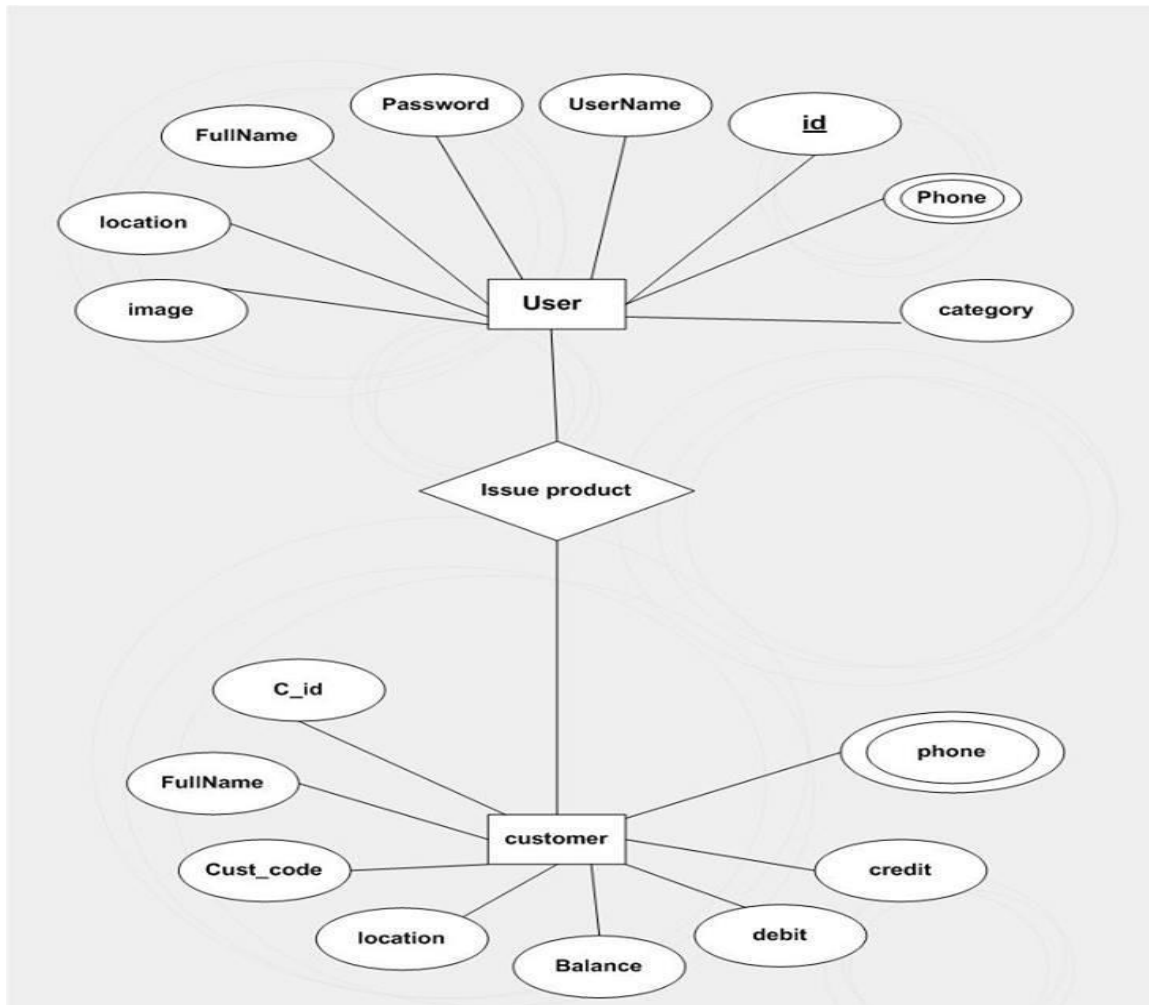 Password
UserName
id
FullName
Phone
location
image
User
category
Issue product
C_id
phone
FullName
customer
Cust_code
credit
location
debit
Balance